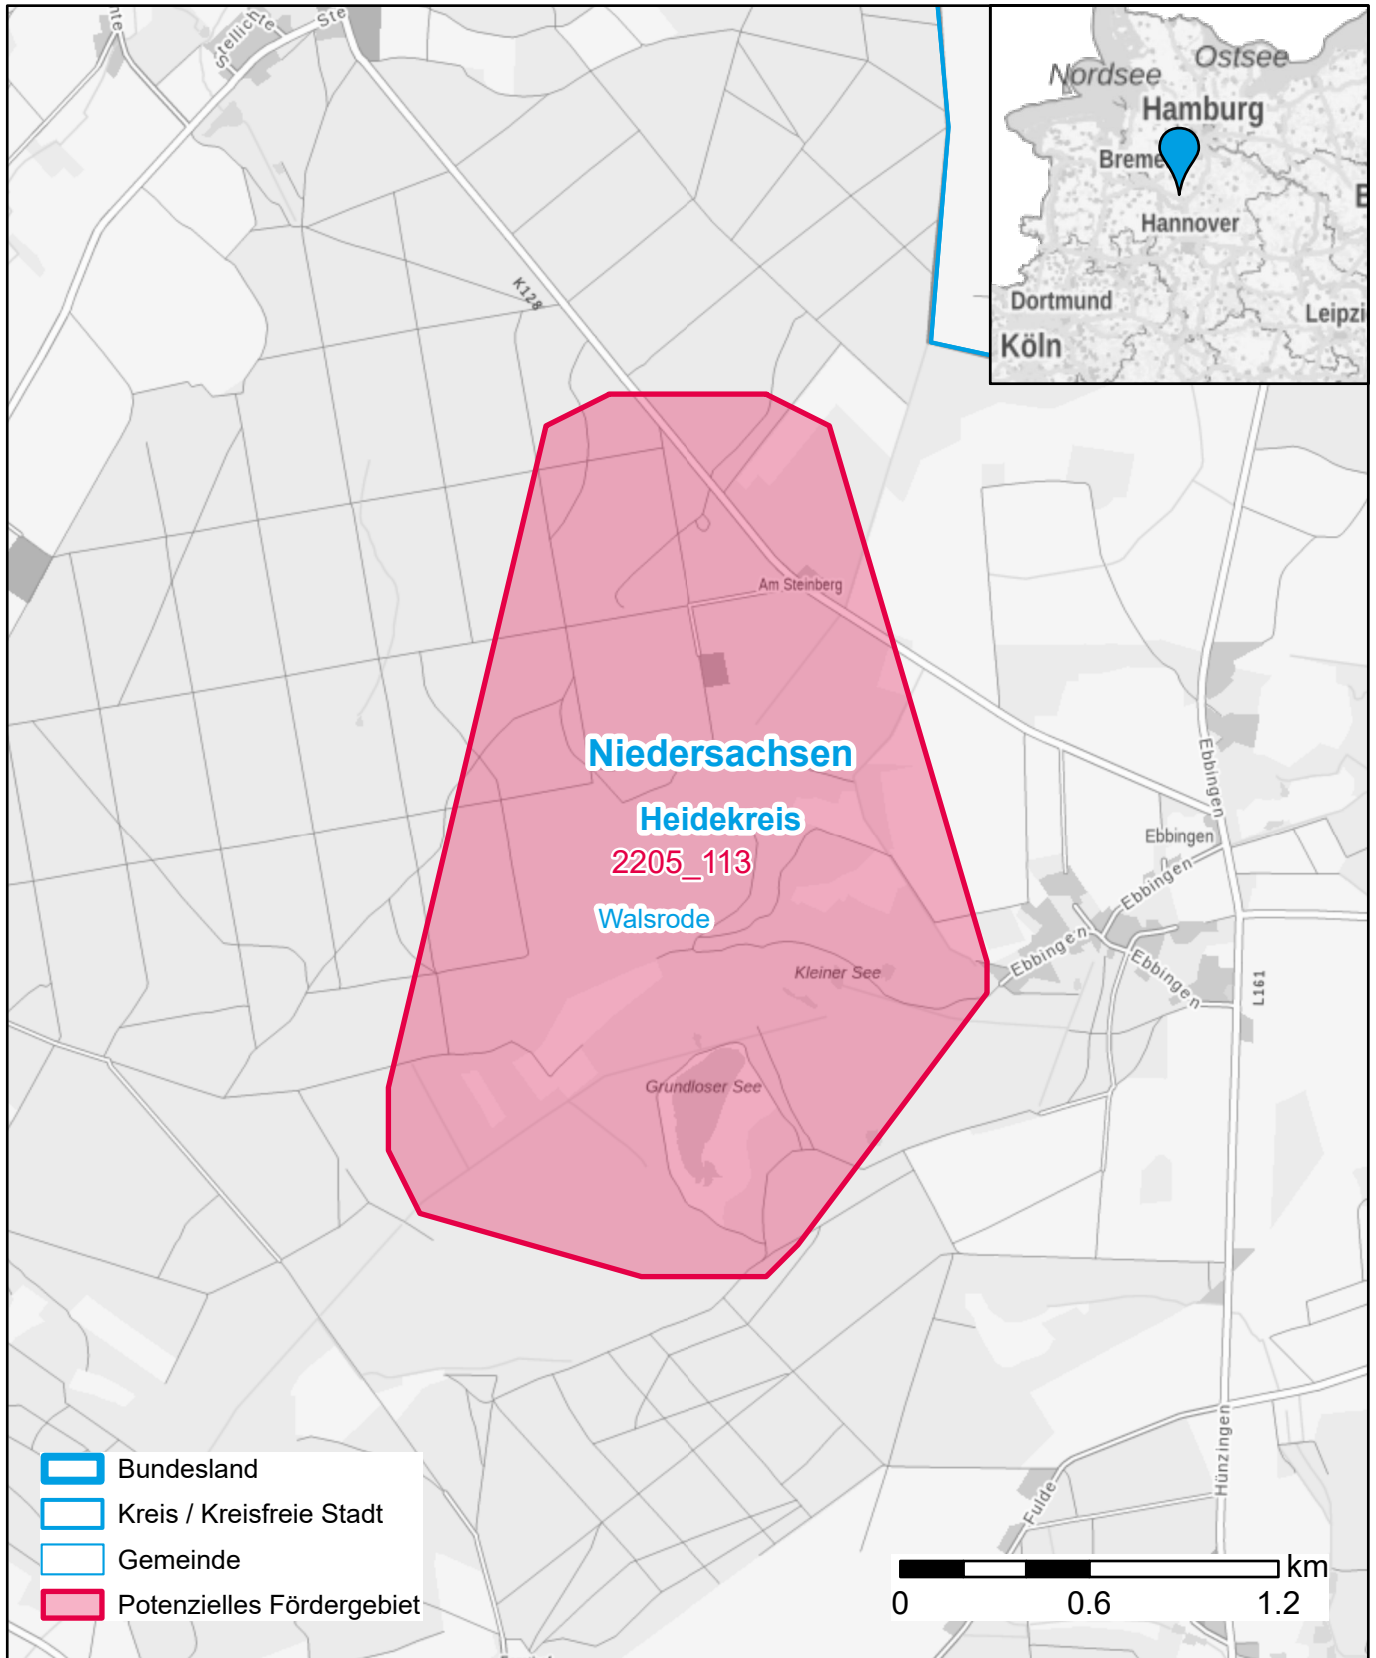 Stellichte
Ste
Nordsee
Ostsee
Hamburg
Breme
Hannover
Dortmund
Leipzi
Köln
K128
Am Steinberg
Niedersachsen
Heidekreis
2205_113
Walsrode
Ebbingen
Ebbingen
Ebbingen
Ebbingen
Ebbingen
Kleiner See
L161
Grundloser See
Hünzingen
Fulde
Bundesland
Kreis / Kreisfreie Stadt
Gemeinde
Potenzielles Fördergebiet
km
0 0.6 1.2